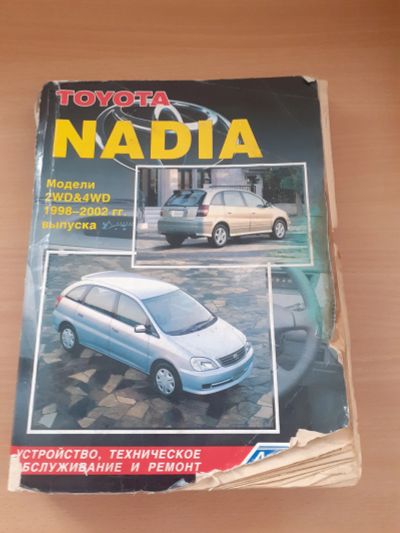 TOYOTA
NADIA
Модели
2WD&4WD
1998-2002 гг.
выпуска
УСТРОЙСТВО, ТЕХНИЧЕСКОЕ
ОБСЛУЖИВАНИЕ И РЕМОНТ